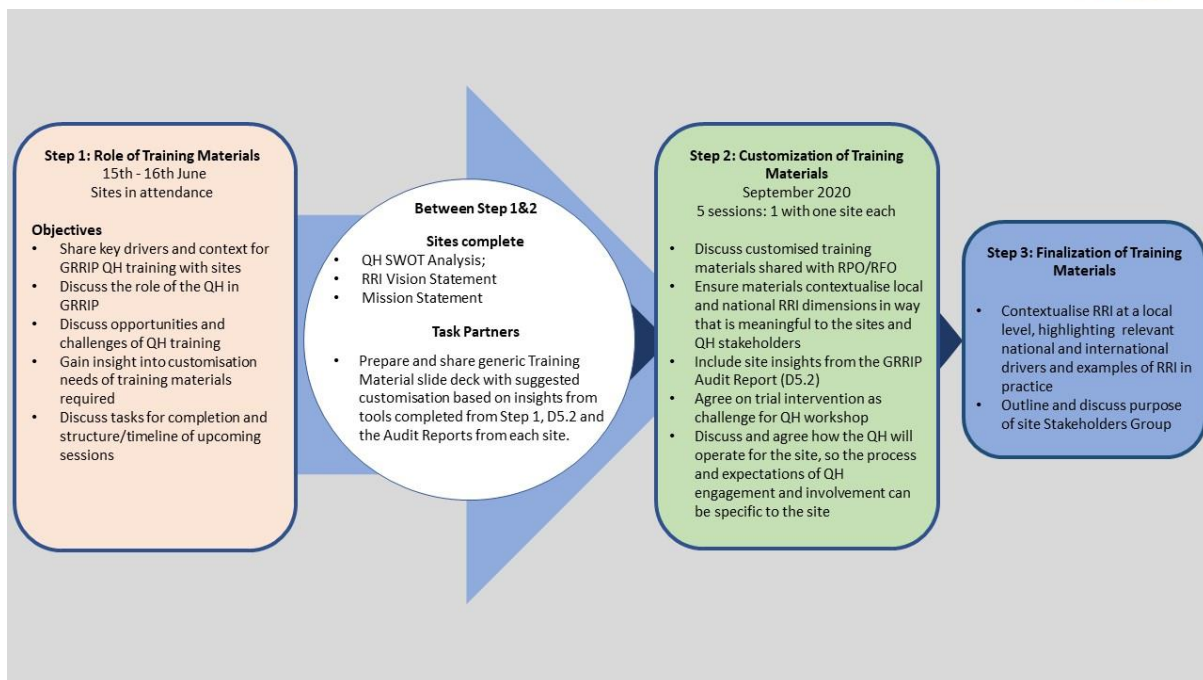 Step 1: Role of Training Materials
15th - 16th June
Sites in attendance
Objectives
• Share key drivers and context for
GRRIP QH training with sites
• Discuss the role of the QH in
GRRIP
• Discuss opportunities and
challenges of QH training
• Gain insight into customisation
needs of training materials
required
• Discuss tasks for completion and
structure/timeline of upcoming
sessions
Between Step 1&2
Sites complete
• QH SWOT Analysis;
• RRI Vision Statement
• Mission Statement
Task Partners
• Prepare and share generic Training
Material slide deck with suggested
customisation based on insights from
tools completed from Step 1, D5.2 and
the Audit Reports from each site.
Step 2: Customization of Training
Materials
September 2020
5 sessions: 1 with one site each
• Discuss customised training
materials shared with RPO/RFO
• Ensure materials contextualise local
and national RRI dimensions in way
that is meaningful to the sites and
QH stakeholders
• Include site insights from the GRRIP
Audit Report (D5.2)
• Agree on trial intervention as
challenge for QH workshop
• Discuss and agree how the QH will
operate for the site, so the process
and expectations of QH
engagement and involvement can
be specific to the site
Step 3: Finalization of Training
Materials
• Contextualise RRI at a local
level, highlighting relevant
national and international
drivers and examples of RRI in
practice
• Outline and discuss purpose
of site Stakeholders Group